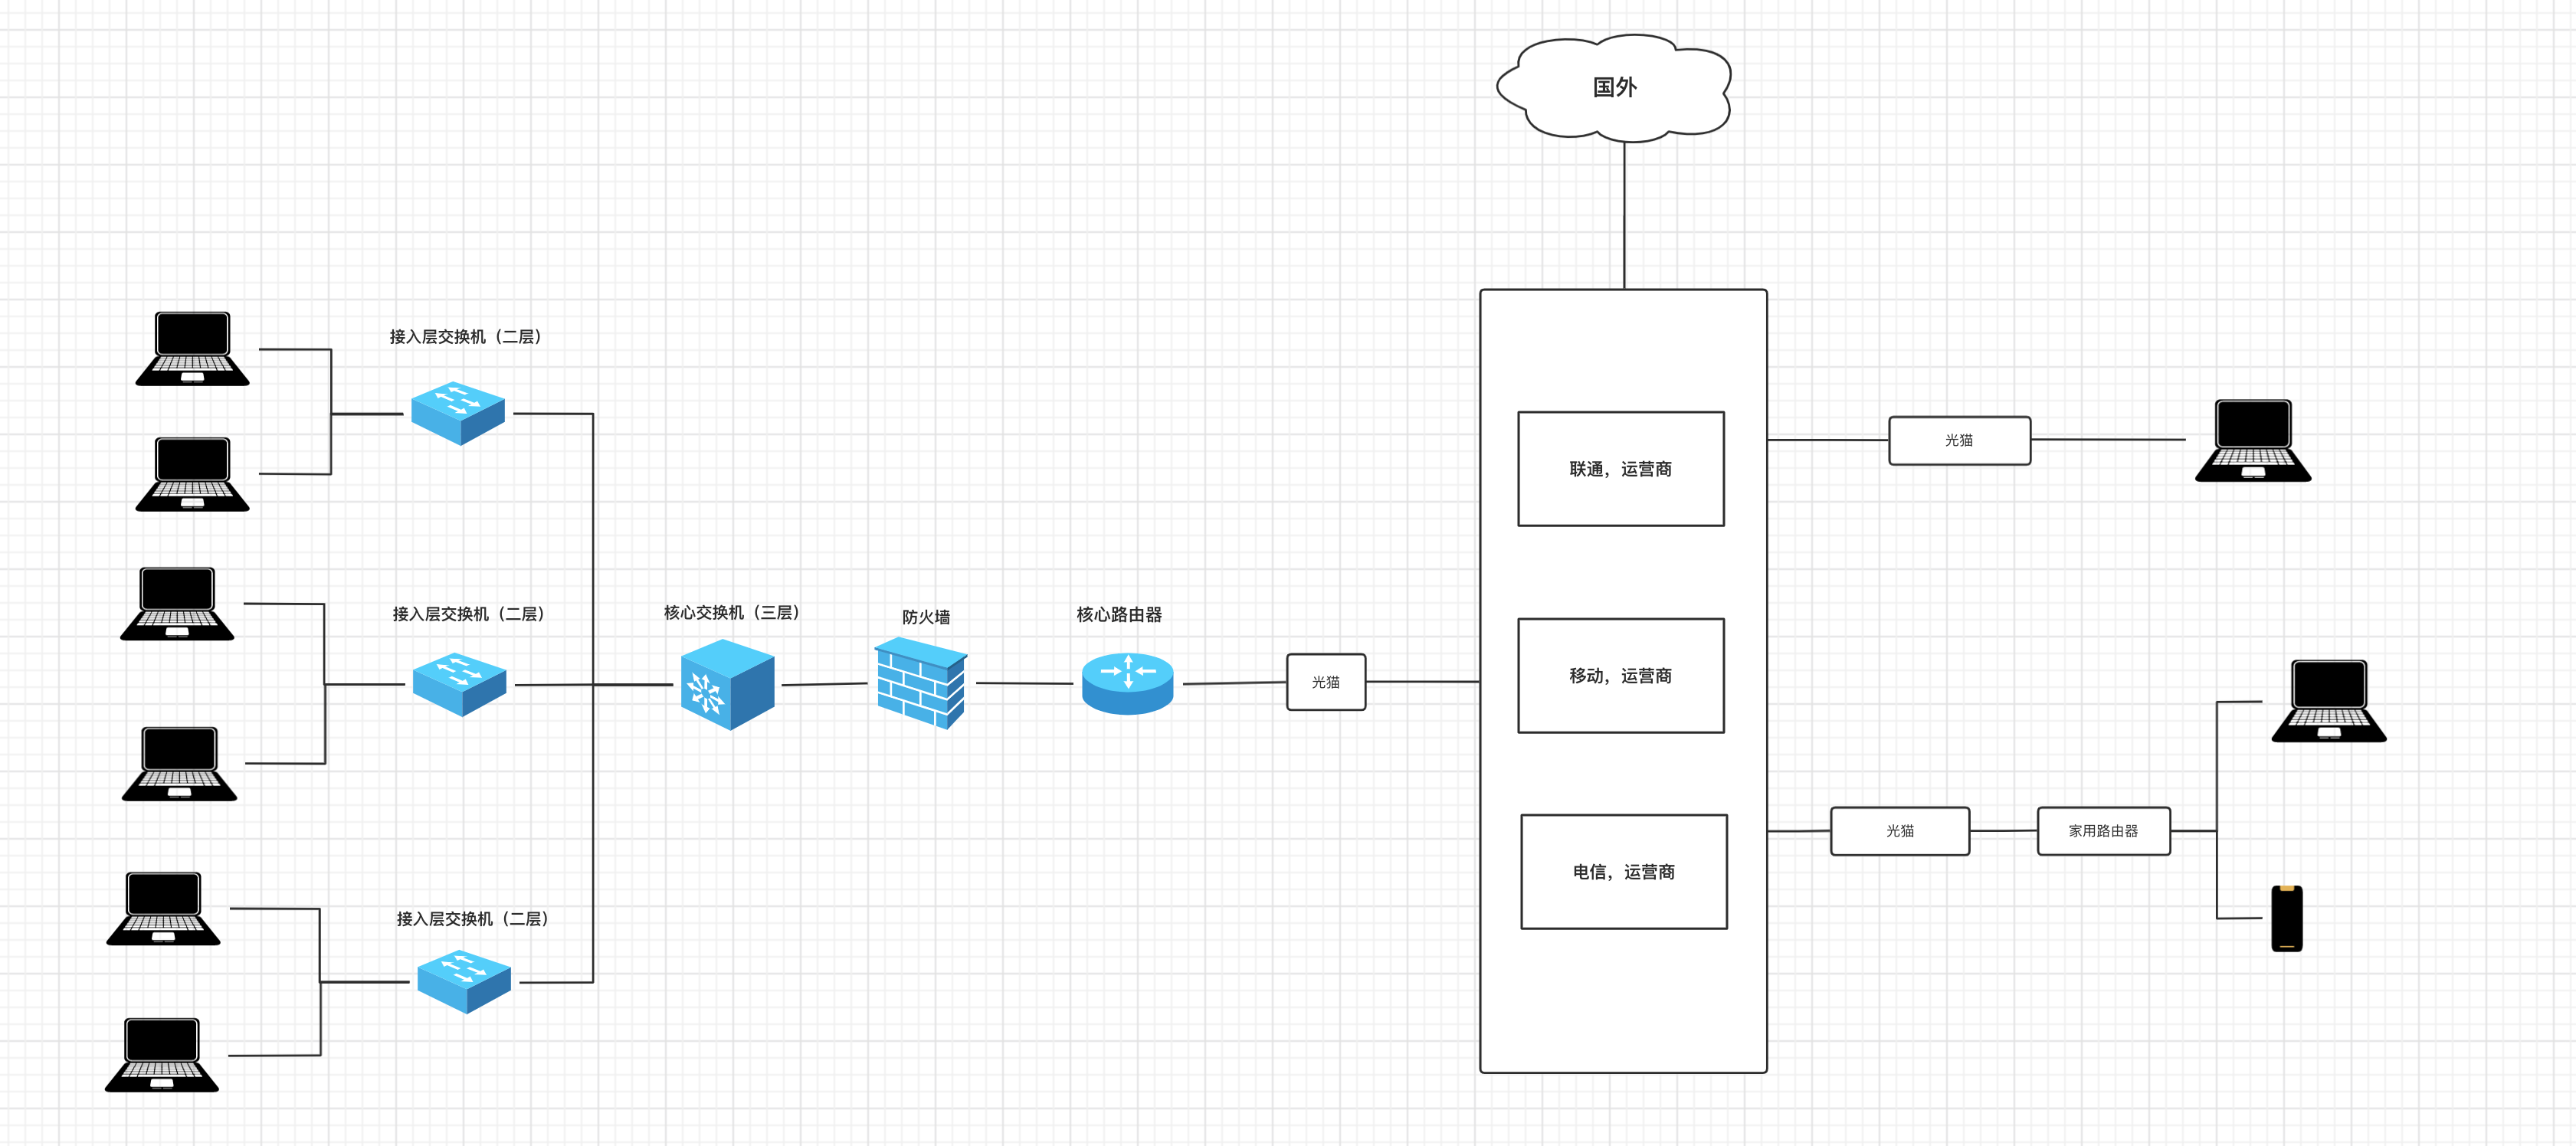 国外
接入层交换机（二层）
联通，运营商
光猫
接入层交换机（二层）
核心交换机（三层）
防火墙
核心路由器
光猫
移动，运营商
光猫
家用路由器
电信，运营商
接入层交换机（二层）